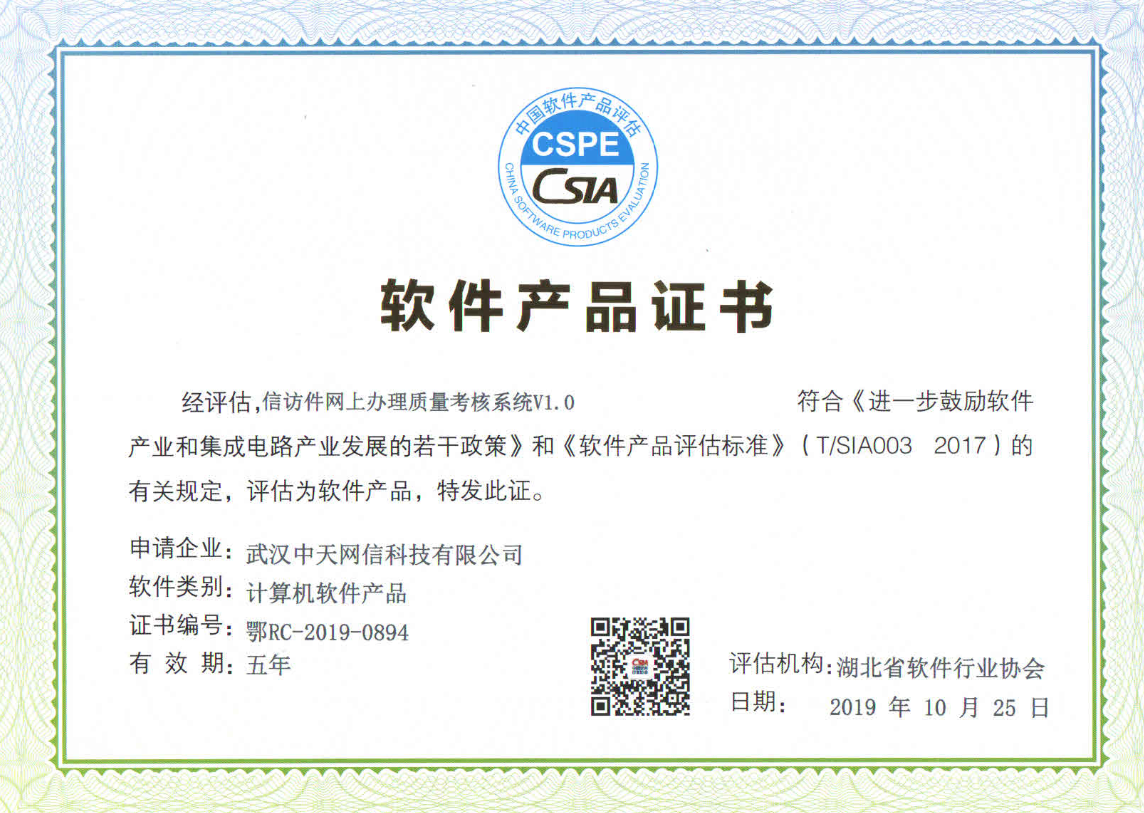 中国软件产品评估
CSPE
CSIA
CHINA SOFTWARE PRODUCTS EVALUATION
软件产品证书
经评估,信访件网上办理质量考核系统V1.0 符合《进一步鼓励软件
产业和集成电路产业发展的若干政策》和《软件产品评估标准》（T/SIA003 2017）的
有关规定，评估为软件产品，特发此证。
申请企业：武汉中天网信科技有限公司
软件类别：计算机软件产品
证书编号：鄂RC-2019-0894
有 效 期：五年
评估机构：湖北省软件行业协会
日期： 2019 年 10 月 25 日